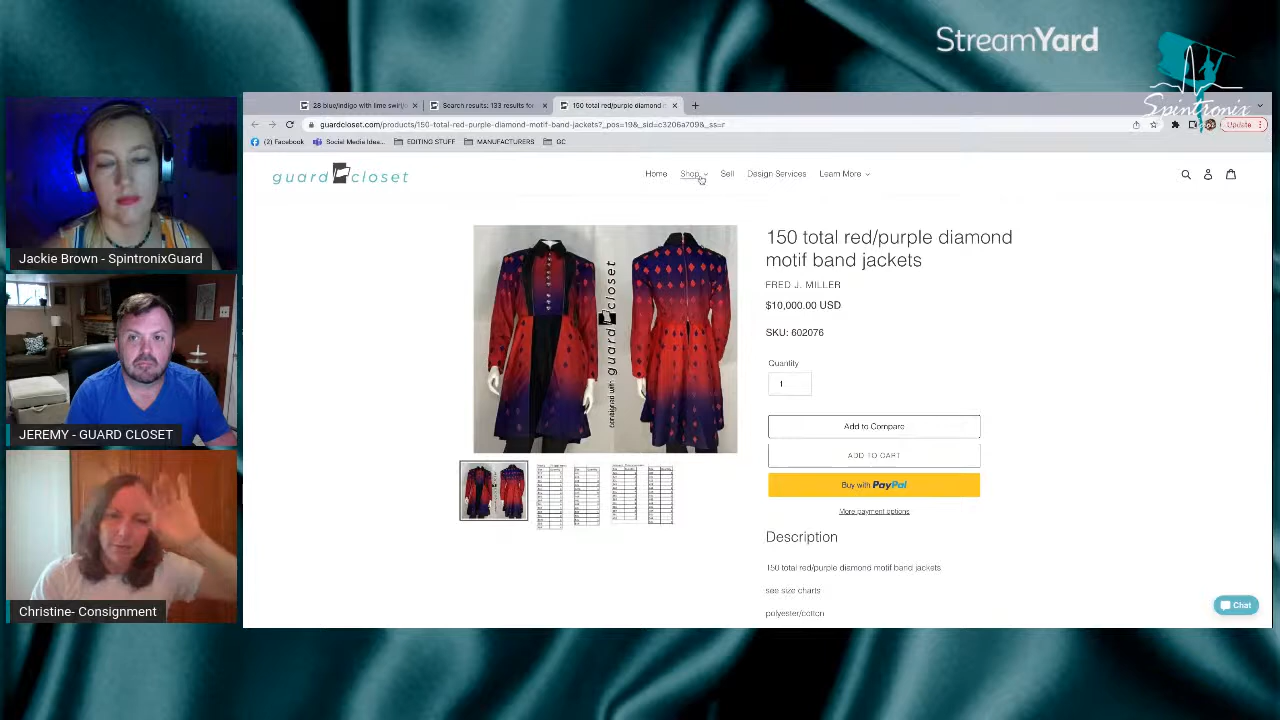 StreamYard
Spintronix
28 blue/indigo with lime swirl/
Search results: 133 results for
150 total red/purple diamond
guardcloset.com/products/150-total-red-purple-diamond-motif-band-jackets?_pos=19&_sid=c3206a709&_ss=r
Update
(2) Facebook
Social Media Idea...
EDITING STUFF
MANUFACTURERS
GC
guard closet
Home
Shop
Sell
Design Services
Learn More
Jackie Brown - SpintronixGuard
JEREMY - GUARD CLOSET
Christine- Consignment
consigned with guard closet
150 total red/purple diamond
motif band jackets
FRED J. MILLER
$10,000.00 USD
SKU: 602076
Quantity
1
Add to Compare
ADD TO CART
Buy with PayPal
More payment options
Description
150 total red/purple diamond motif band jackets
see size charts
polyester/cotton
Chat